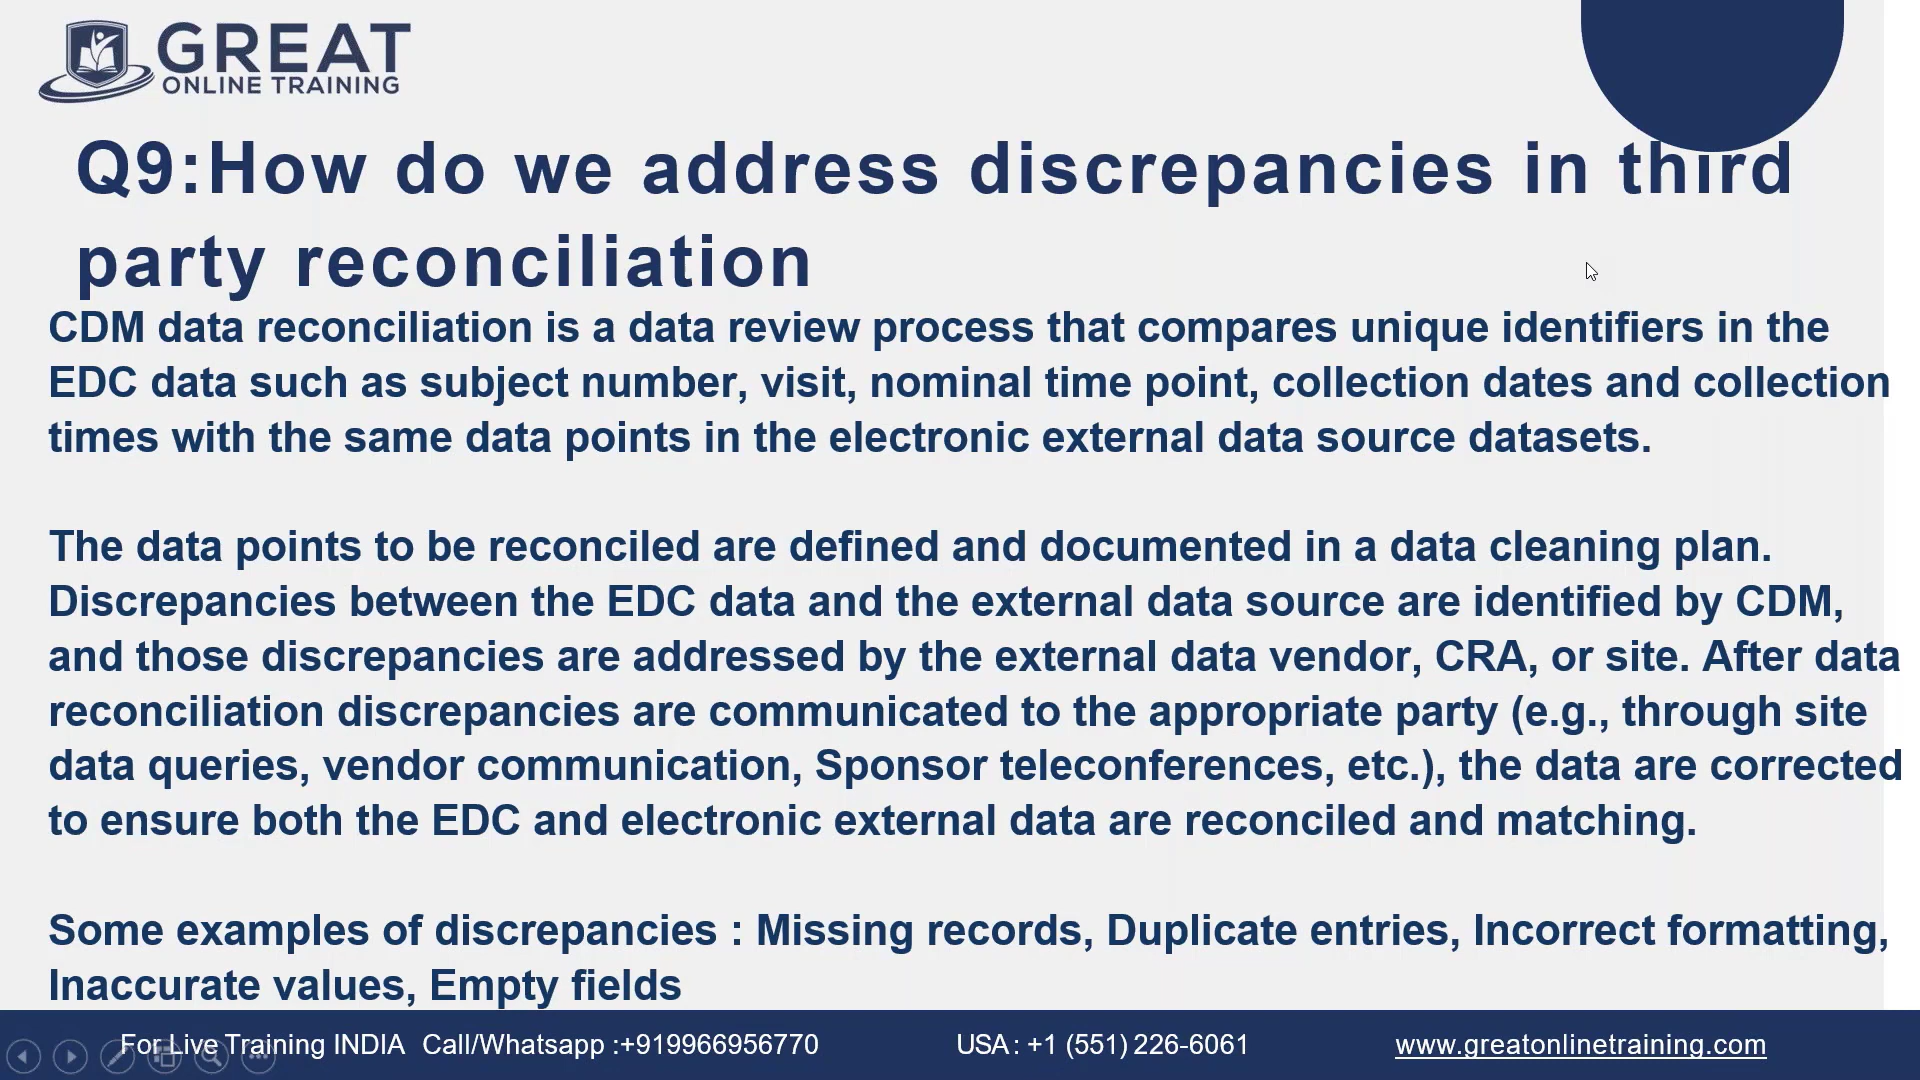 GREAT
ONLINE TRAINING
Q9:How do we address discrepancies in third
party reconciliation
CDM data reconciliation is a data review process that compares unique identifiers in the
EDC data such as subject number, visit, nominal time point, collection dates and collection
times with the same data points in the electronic external data source datasets.
The data points to be reconciled are defined and documented in a data cleaning plan.
Discrepancies between the EDC data and the external data source are identified by CDM,
and those discrepancies are addressed by the external data vendor, CRA, or site. After data
reconciliation discrepancies are communicated to the appropriate party (e.g., through site
data queries, vendor communication, Sponsor teleconferences, etc.), the data are corrected
to ensure both the EDC and electronic external data are reconciled and matching.
Some examples of discrepancies : Missing records, Duplicate entries, Incorrect formatting,
Inaccurate values, Empty fields
For Live Training INDIA Call/Whatsapp :+919966956770 USA : +1 (551) 226-6061 www.greatonlinetraining.com